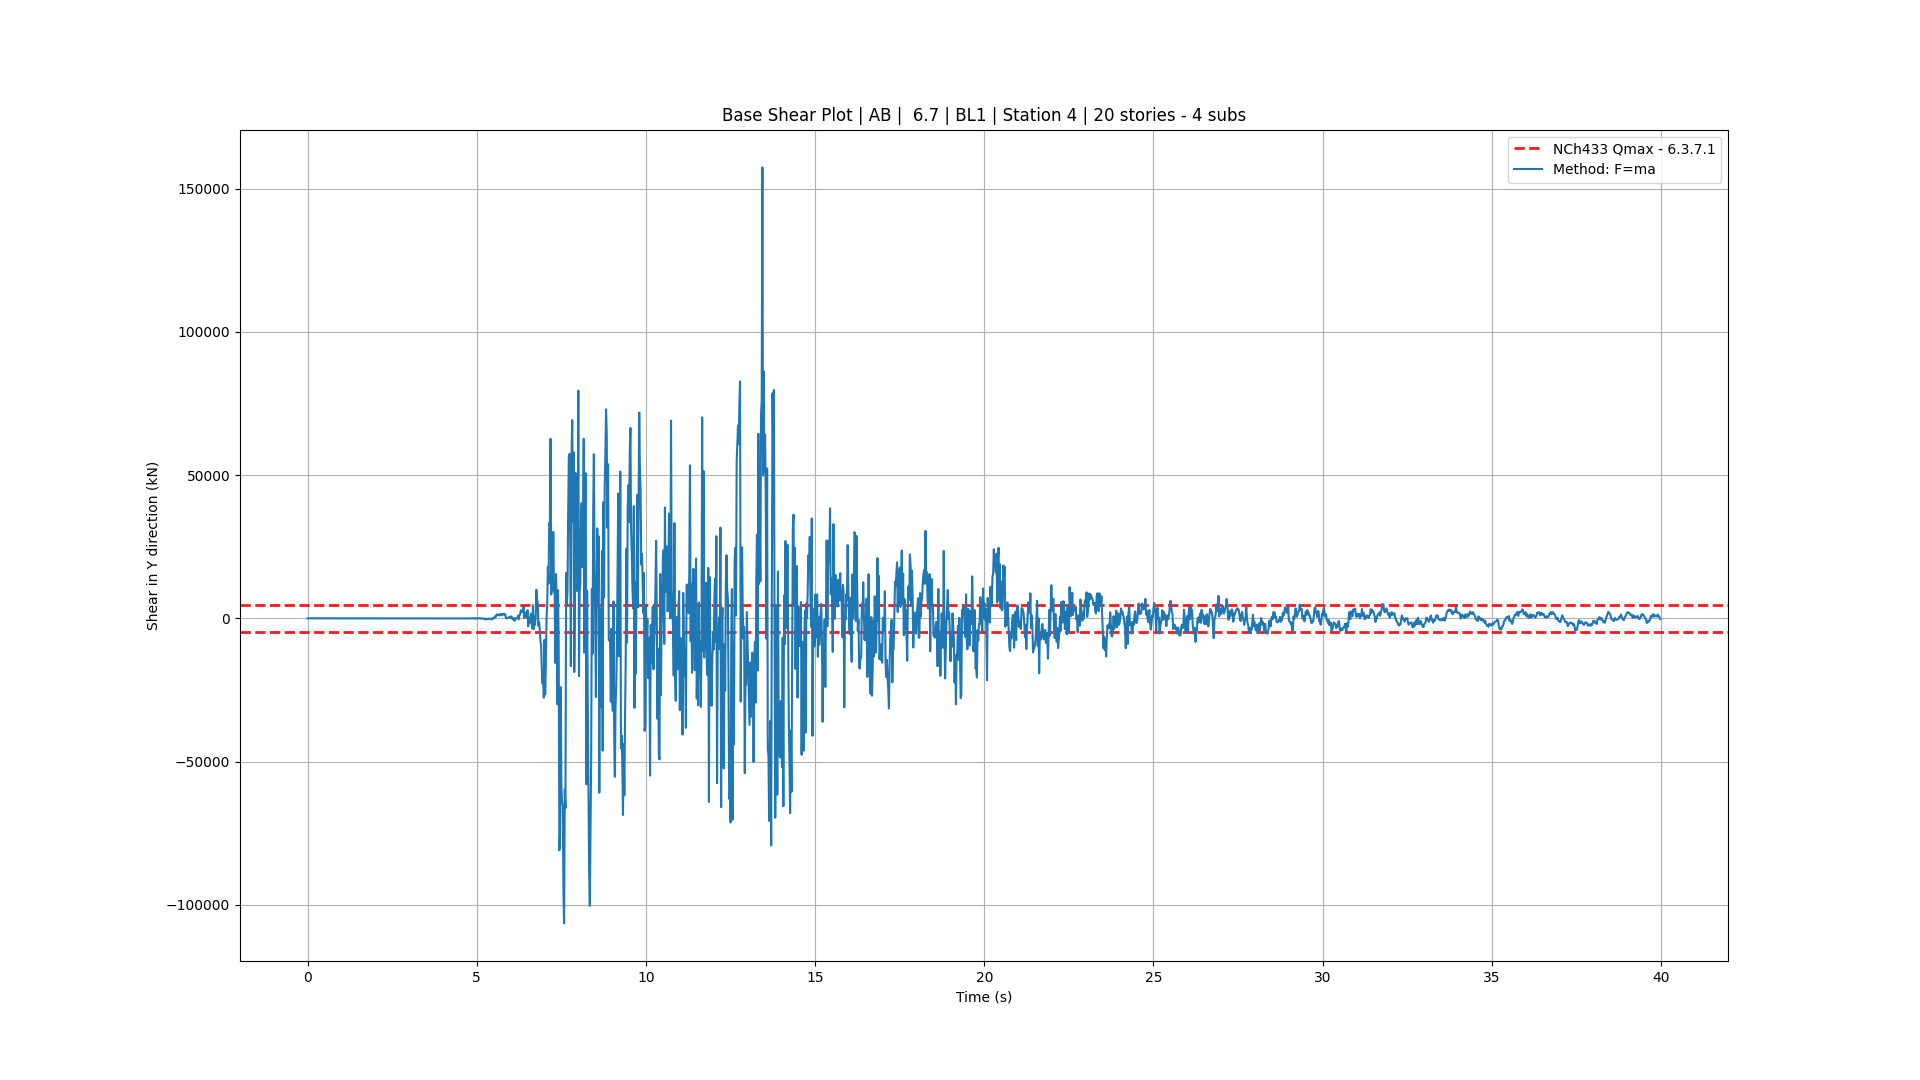 Base Shear Plot | AB |  6.7 | BL1 | Station 4 | 20 stories - 4 subs
NCh433 Qmax - 6.3.7.1
Method: F=ma
150000
100000
50000
0
−50000
−100000
Shear in Y direction (kN)
0 5 10 15 20 25 30 35 40
Time (s)